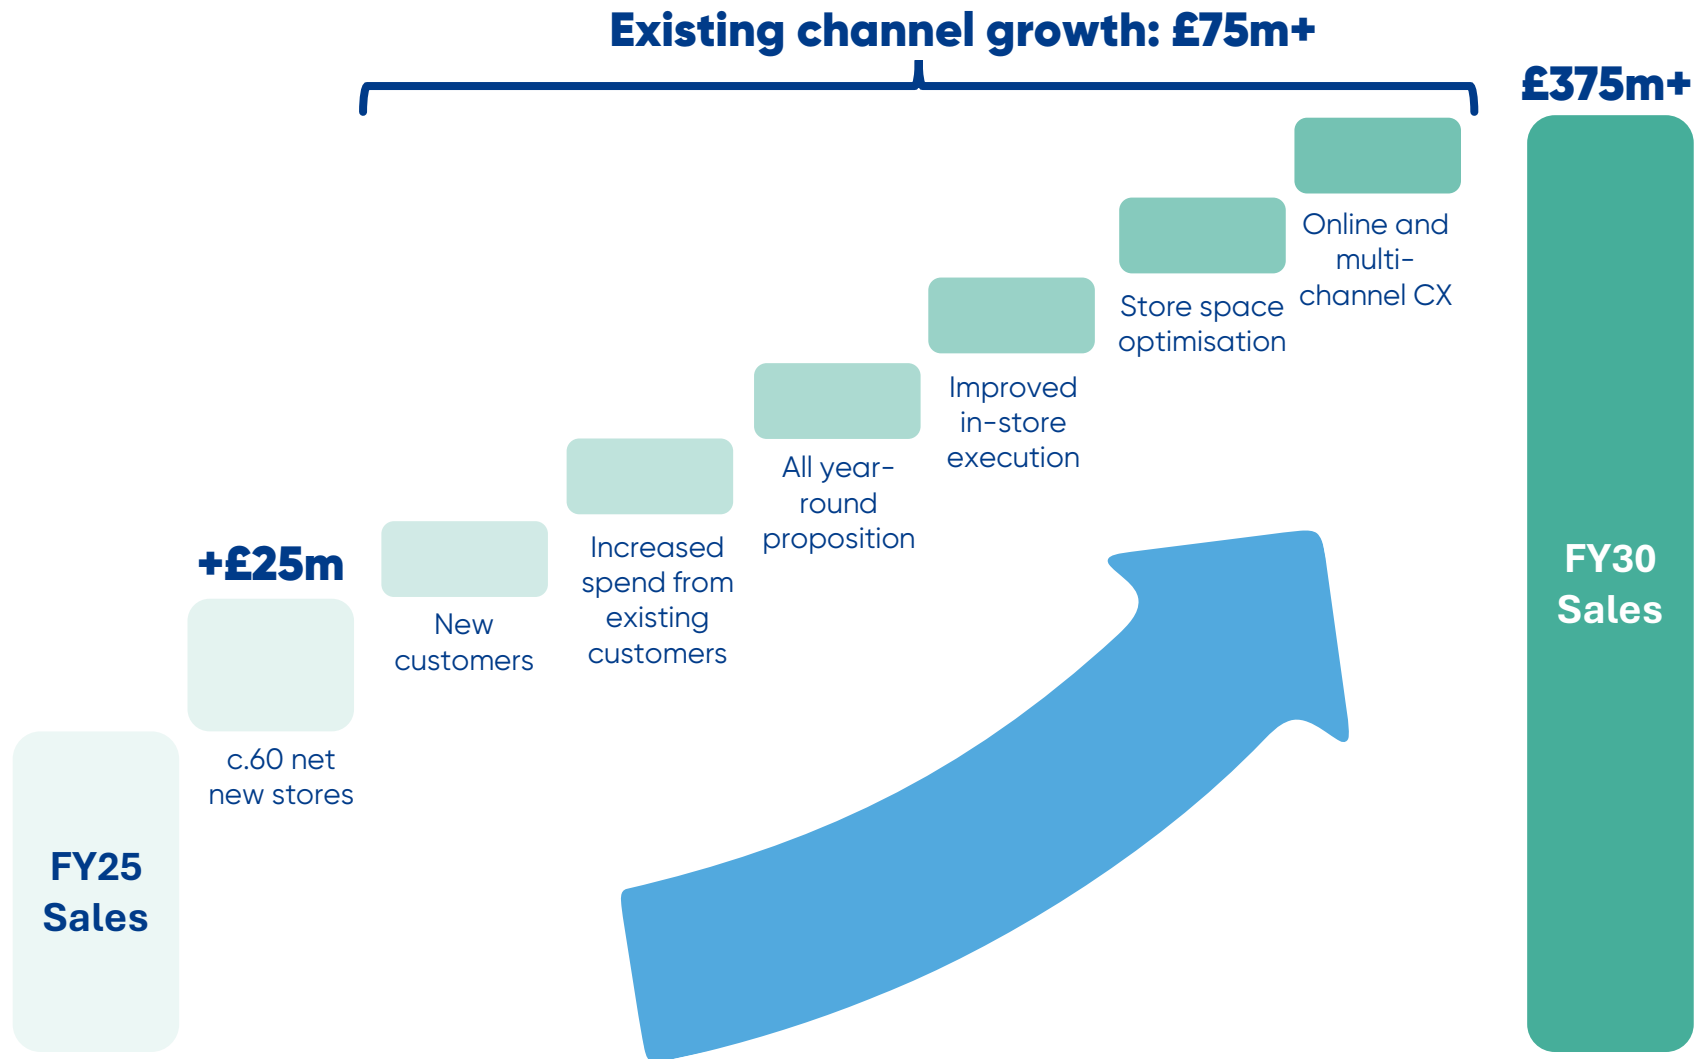 Existing channel growth: £75m+
£375m+
Online and
multi-
channel CX
Store space
optimisation
Improved
in-store
execution
All year-
round
proposition
Increased
spend from
existing
customers
New
customers
+£25m
c.60 net
new stores
FY25
Sales
FY30
Sales